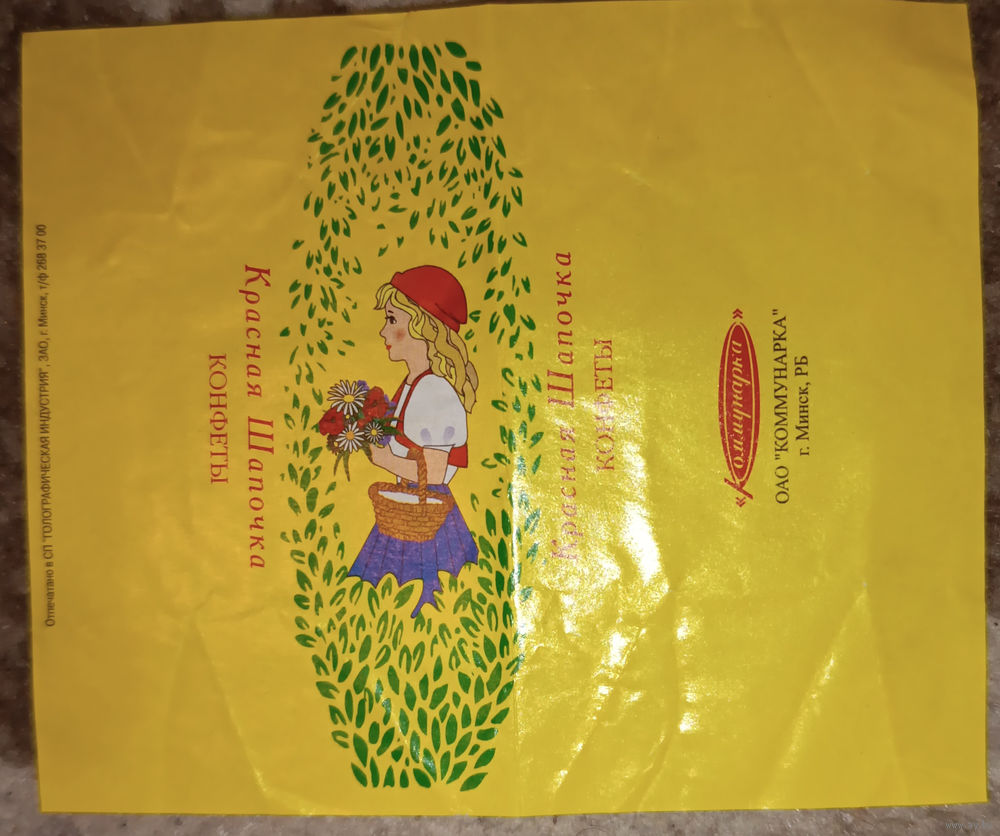 Отпечатано в СП "ГОЛОГРАФИЧЕСКАЯ ИНДУСТРИЯ", ЗАО, г. Минск, т/ф 268 37 00
Красная Шапочка
КОНФЕТЫ
Красная Шапочка
КОНФЕТЫ
«Коммунарка»
ОАО "КОММУНАРКА"
г. Минск, РБ